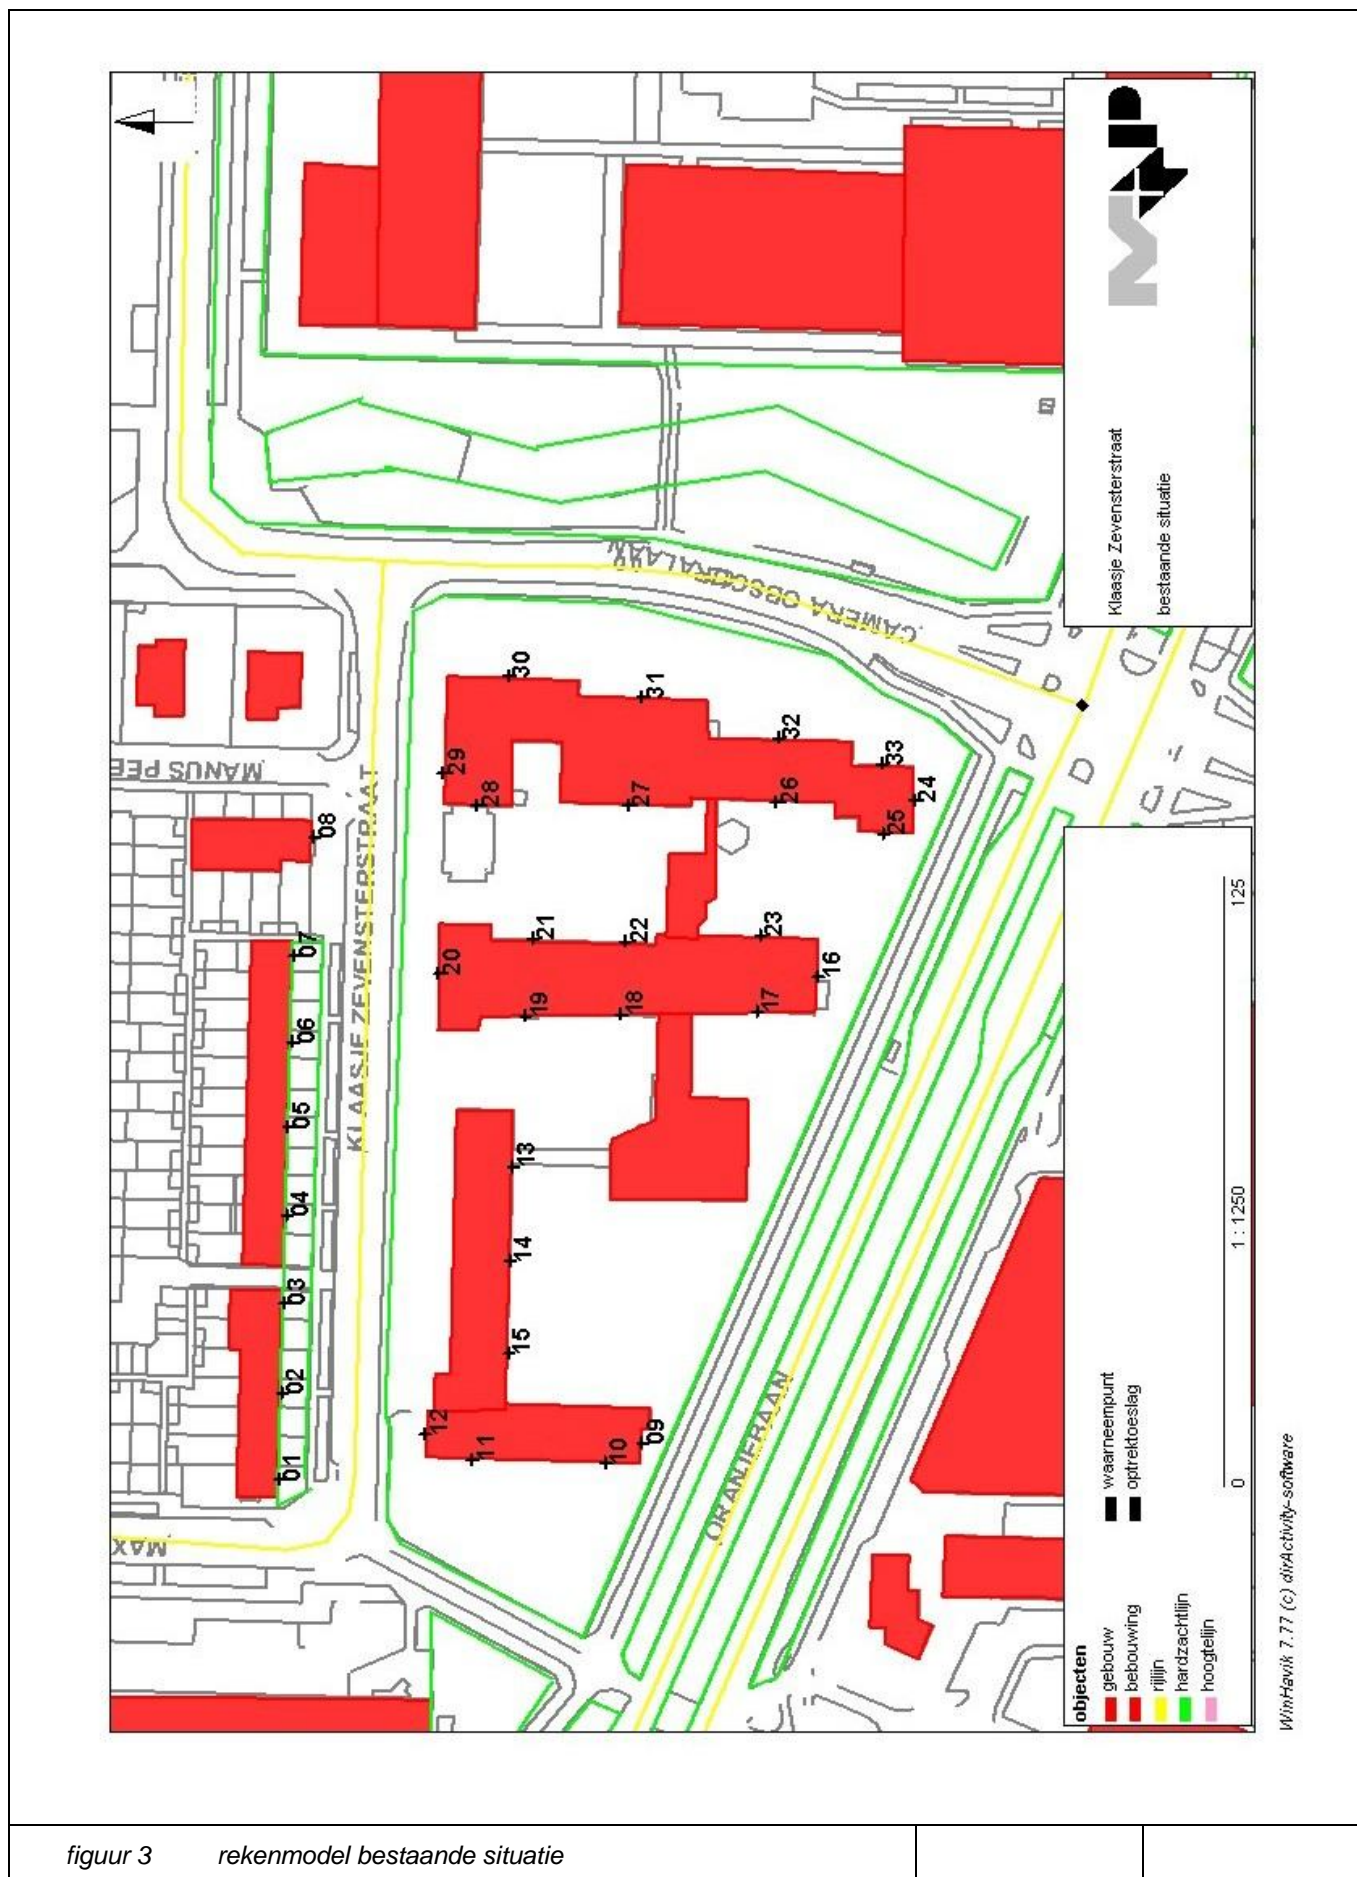 MANUS PEE
MAX
KLAASJE ZEVENSTERSTRAAT
CAMERA OBSCURALAAN
ORANJEBAAN
01
02
03
04
05
06
07
08
09
10
11
12
13
14
15
16
17
18
19
20
21
22
23
24
25
26
27
28
29
30
31
32
33
objecten
gebouw
bebouwing
rijlijn
hardzachtlijn
hoogtelijn
waarneempunt
optrektoeslag
0
1 : 1250
125
Klaasje Zevensterstraat
bestaande situatie
M+P
WinHavik 7.77 (c) dirActivity-software
figuur 3 rekenmodel bestaande situatie